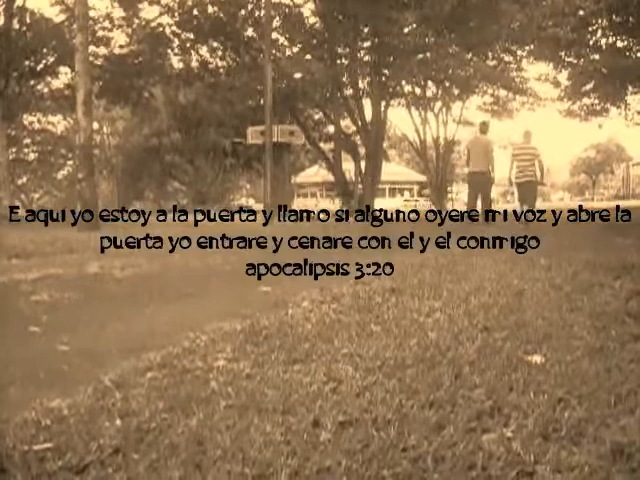 E aqui yo estoy a la puerta y llamo si alguno oyere mi voz y abre la
puerta yo entrare y cenare con el y el conmigo
apocalipsis 3:20